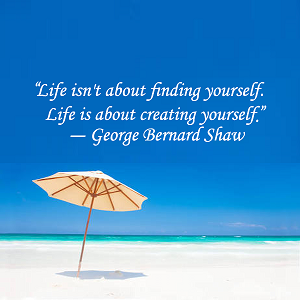 “Life isn't about finding yourself.
Life is about creating yourself.”
— George Bernard Shaw